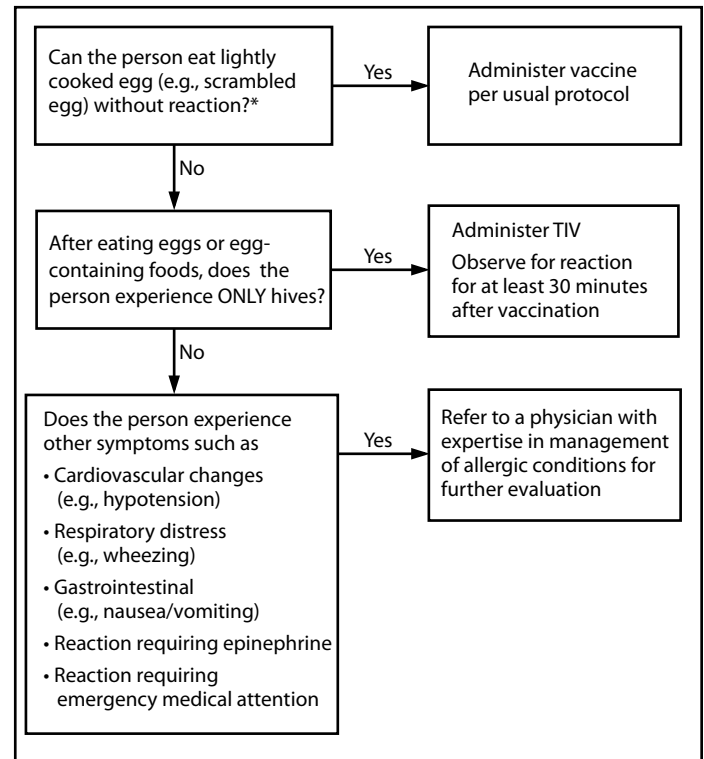 Can the person eat lightly
cooked egg (e.g., scrambled
egg) without reaction?*
Yes
Administer vaccine
per usual protocol
No
After eating eggs or egg-
containing foods, does the
person experience ONLY hives?
Yes
Administer TIV
Observe for reaction
for at least 30 minutes
after vaccination
No
Does the person experience
other symptoms such as
• Cardiovascular changes
(e.g., hypotension)
• Respiratory distress
(e.g., wheezing)
• Gastrointestinal
(e.g., nausea/vomiting)
• Reaction requiring epinephrine
• Reaction requiring
emergency medical attention
Yes
Refer to a physician with
expertise in management
of allergic conditions for
further evaluation